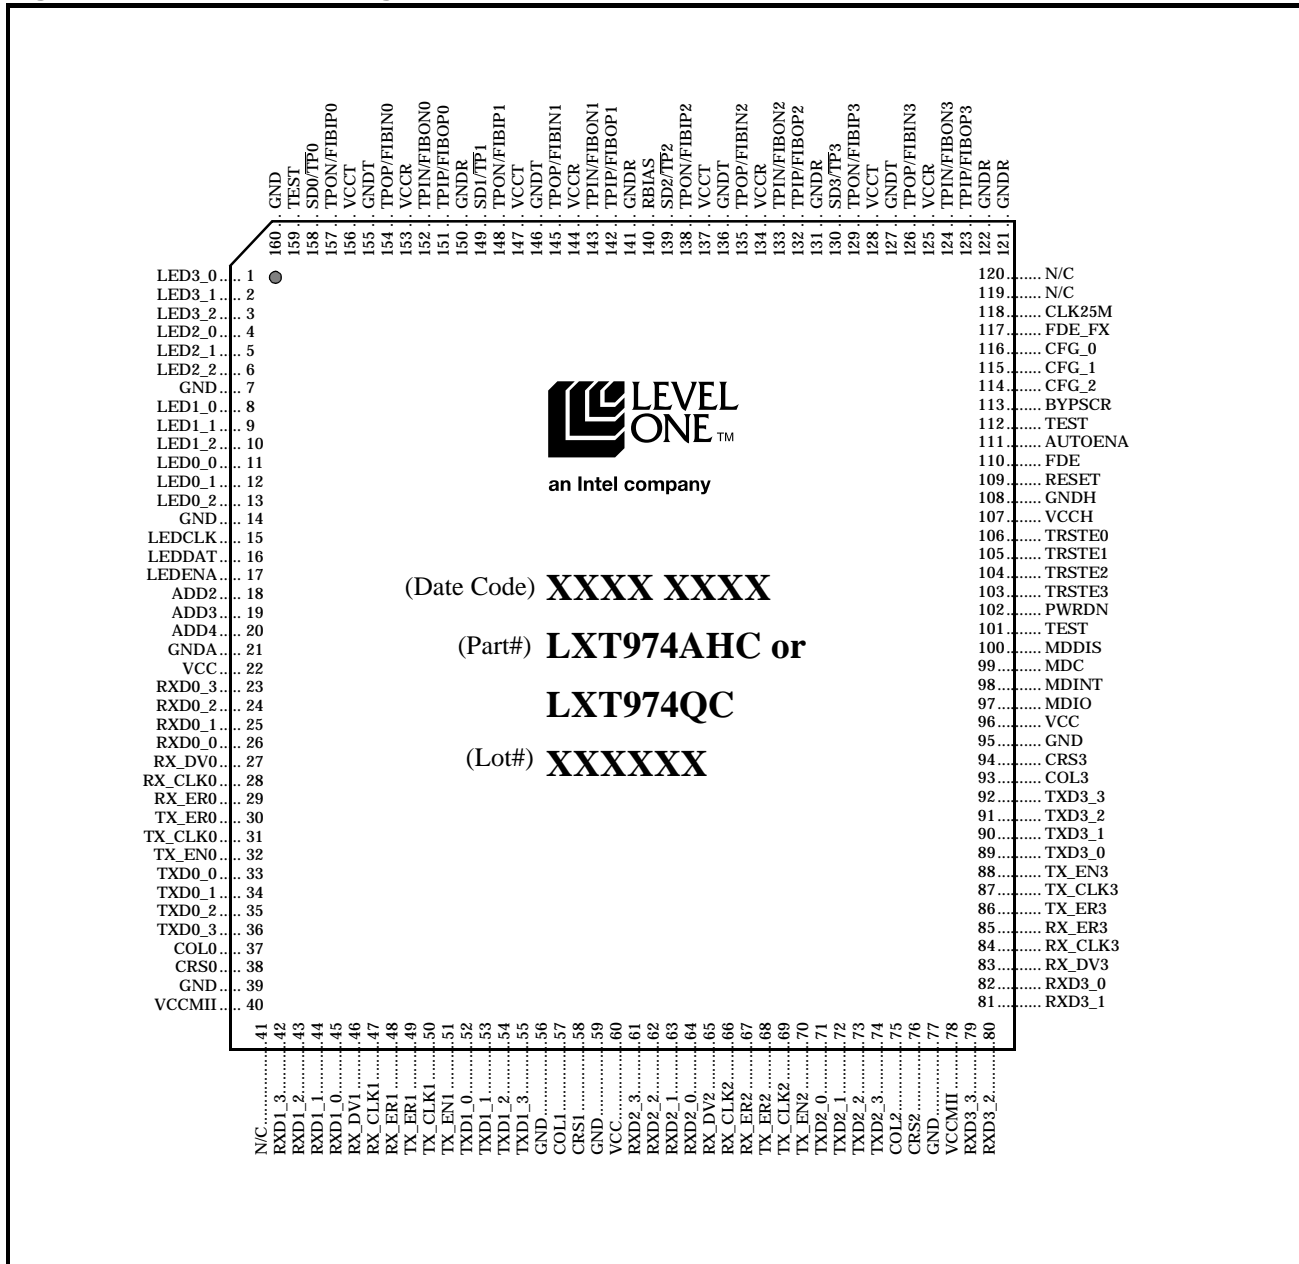 160 . GND
159 . TEST
158 . SD0/TP0
157 . TPON/FIBIP0
156 . VCCT
155 . GNDT
154 . TPOP/FIBIN0
153 . VCCR
152 . TPIN/FIBON0
151 . TPIP/FIBOP0
150 . GNDR
149 . SD1/TP1
148 . TPON/FIBIP1
147 . VCCT
146 . GNDT
145 . TPOP/FIBIN1
144 . VCCR
143 . TPIN/FIBON1
142 . TPIP/FIBOP1
141 . GNDR
140 . RBIAS
139 . SD2/TP2
138 . TPON/FIBIP2
137 . VCCT
136 . GNDT
135 . TPOP/FIBIN2
134 . VCCR
133 . TPIN/FIBON2
132 . TPIP/FIBOP2
131 . GNDR
130 . SD3/TP3
129 . TPON/FIBIP3
128 . VCCT
127 . GNDT
126 . TPOP/FIBIN3
125 . VCCR
124 . TPIN/FIBON3
123 . TPIP/FIBOP3
122 . GNDR
121 . GNDR
LED3_0..... 1
LED3_1..... 2
LED3_2..... 3
LED2_0..... 4
LED2_1..... 5
LED2_2..... 6
GND..... 7
LED1_0..... 8
LED1_1..... 9
LED1_2..... 10
LED0_0..... 11
LED0_1..... 12
LED0_2..... 13
GND..... 14
LEDCLK..... 15
LEDDAT..... 16
LEDENA..... 17
ADD2..... 18
ADD3..... 19
ADD4..... 20
GNDA..... 21
VCC..... 22
RXD0_3..... 23
RXD0_2..... 24
RXD0_1..... 25
RXD0_0..... 26
RX_DV0..... 27
RX_CLK0..... 28
RX_ER0..... 29
TX_ER0..... 30
TX_CLK0..... 31
TX_EN0..... 32
TXD0_0..... 33
TXD0_1..... 34
TXD0_2..... 35
TXD0_3..... 36
COL0..... 37
CRS0..... 38
GND..... 39
VCCMII..... 40
LEVEL
ONE TM
an Intel company
(Date Code) XXXX XXXX
(Part#) LXT974AHC or
LXT974QC
(Lot#) XXXXXX
120........ N/C
119........ N/C
118........ CLK25M
117........ FDE_FX
116........ CFG_0
115........ CFG_1
114........ CFG_2
113........ BYPSCR
112........ TEST
111........ AUTOENA
110........ FDE
109........ RESET
108........ GNDH
107........ VCCH
106........ TRSTE0
105........ TRSTE1
104........ TRSTE2
103........ TRSTE3
102........ PWRDN
101........ TEST
100........ MDDIS
99.......... MDC
98.......... MDINT
97.......... MDIO
96.......... VCC
95.......... GND
94.......... CRS3
93.......... COL3
92.......... TXD3_3
91.......... TXD3_2
90.......... TXD3_1
89.......... TXD3_0
88.......... TX_EN3
87.......... TX_CLK3
86.......... TX_ER3
85.......... RX_ER3
84.......... RX_CLK3
83.......... RX_DV3
82.......... RXD3_0
81.......... RXD3_1
N/C.................. 41
RXD1_3.......... 42
RXD1_2.......... 43
RXD1_1.......... 44
RXD1_0.......... 45
RX_DV1 ......... 46
RX_CLK1....... 47
RX_ER1 ......... 48
TX_ER1.......... 49
TX_CLK1........ 50
TX_EN1 ......... 51
TXD1_0........... 52
TXD1_1........... 53
TXD1_2........... 54
TXD1_3........... 55
GND................ 56
COL1............... 57
CRS1............... 58
GND................ 59
VCC................. 60
RXD2_3.......... 61
RXD2_2.......... 62
RXD2_1.......... 63
RXD2_0.......... 64
RX_DV2 ......... 65
RX_CLK2....... 66
RX_ER2 ......... 67
TX_ER2.......... 68
TX_CLK2........ 69
TX_EN2 ......... 70
TXD2_0........... 71
TXD2_1........... 72
TXD2_2........... 73
TXD2_3........... 74
COL2............... 75
CRS2............... 76
GND................ 77
VCCMII ......... 78
RXD3_3.......... 79
RXD3_2.......... 80